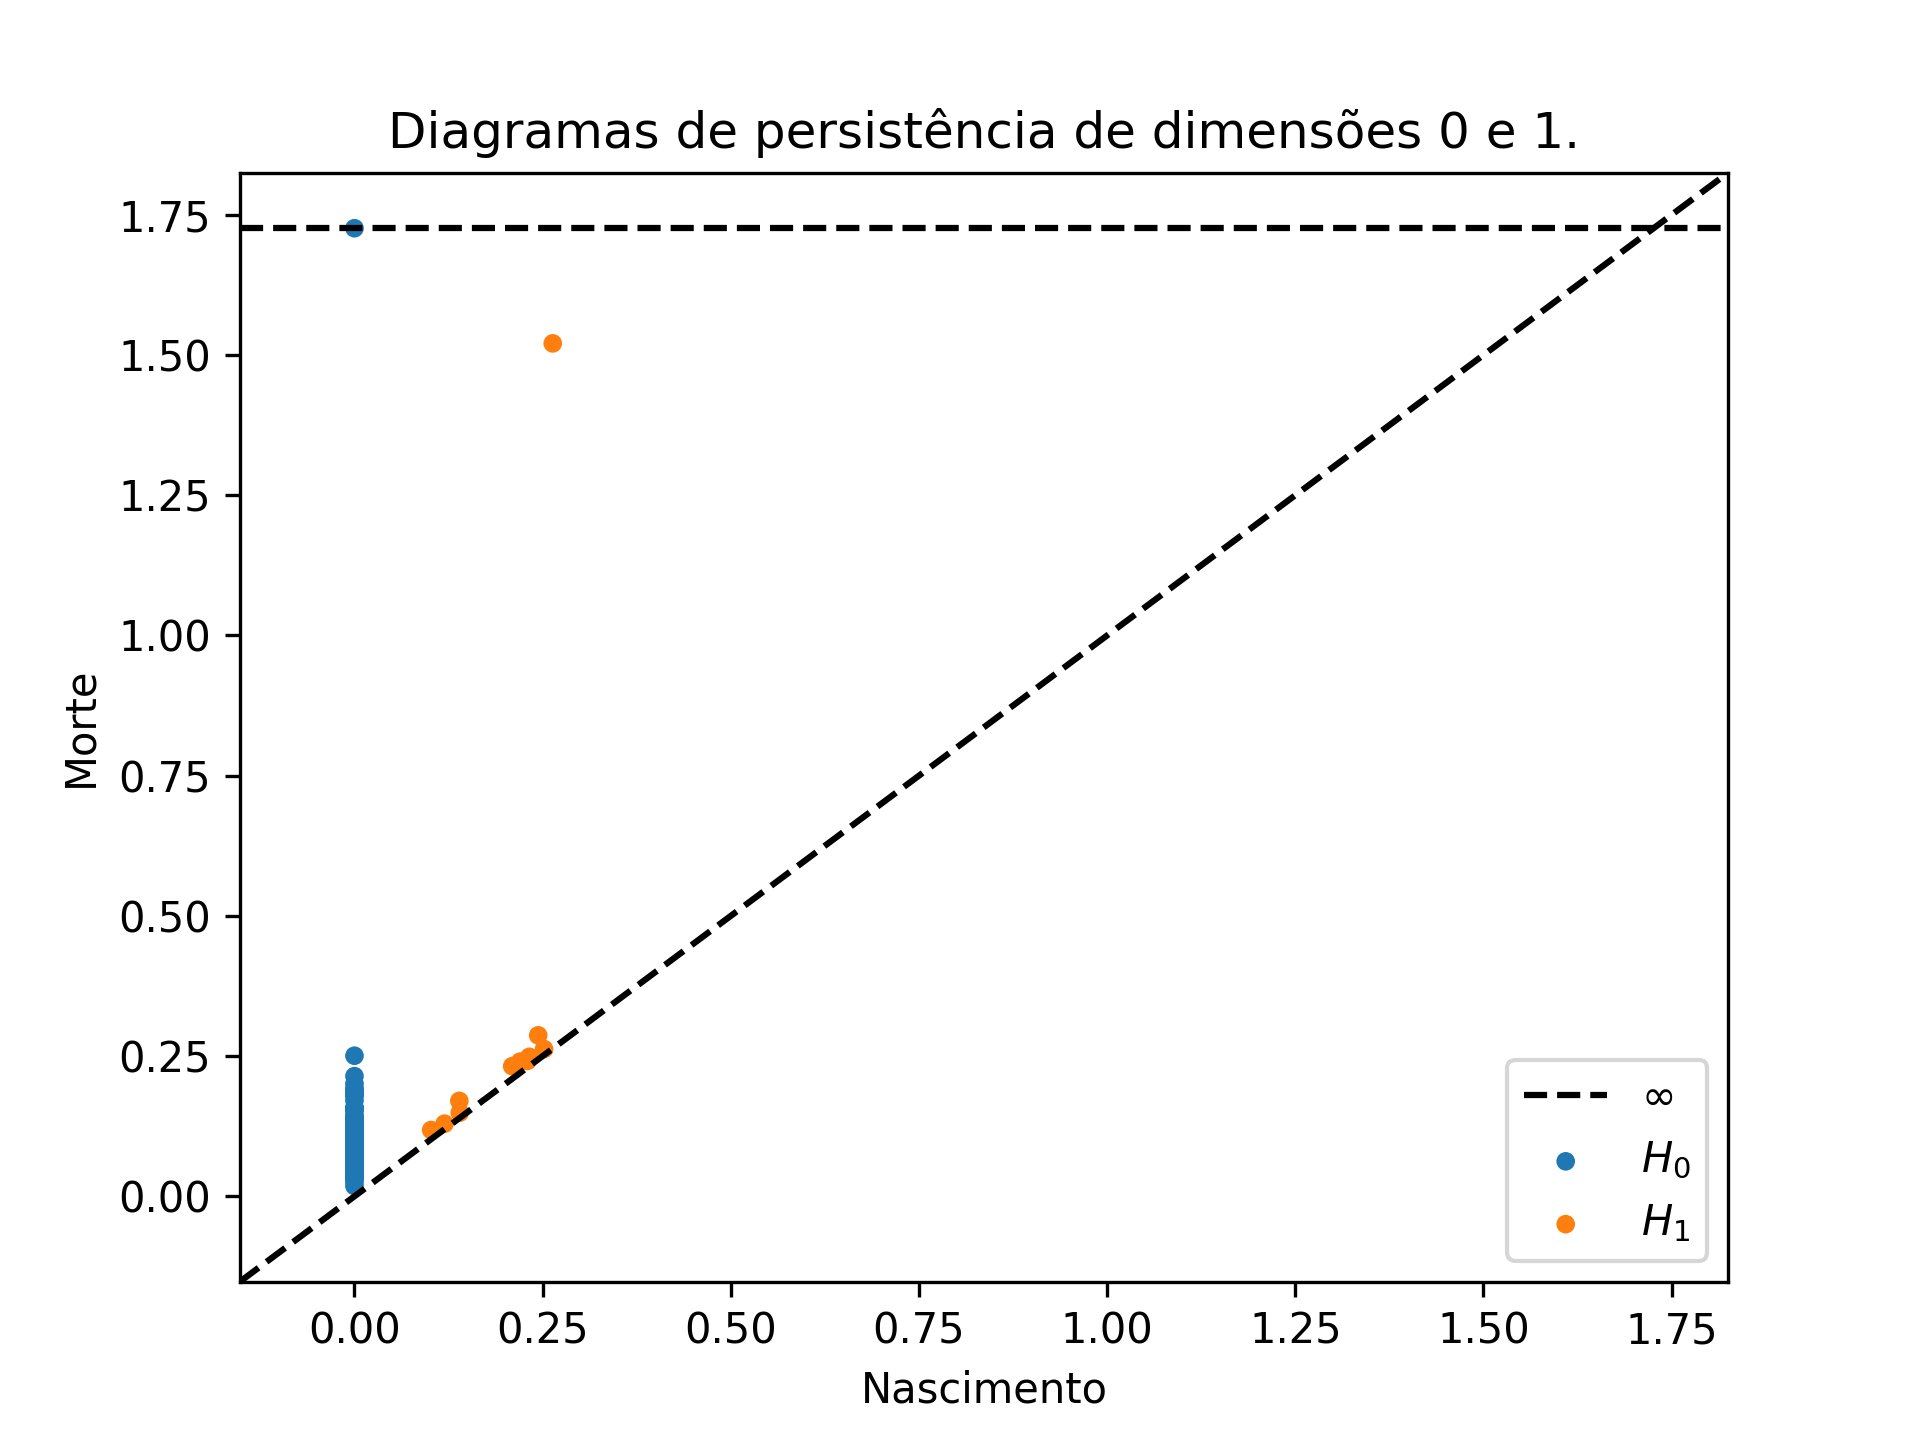 Diagramas de persistência de dimensões 0 e 1.
1.75
1.50
1.25
1.00
0.75
0.50
0.25
0.00
Morte
0.00 0.25 0.50 0.75 1.00 1.25 1.50 1.75
Nascimento
∞
H₀
H₁